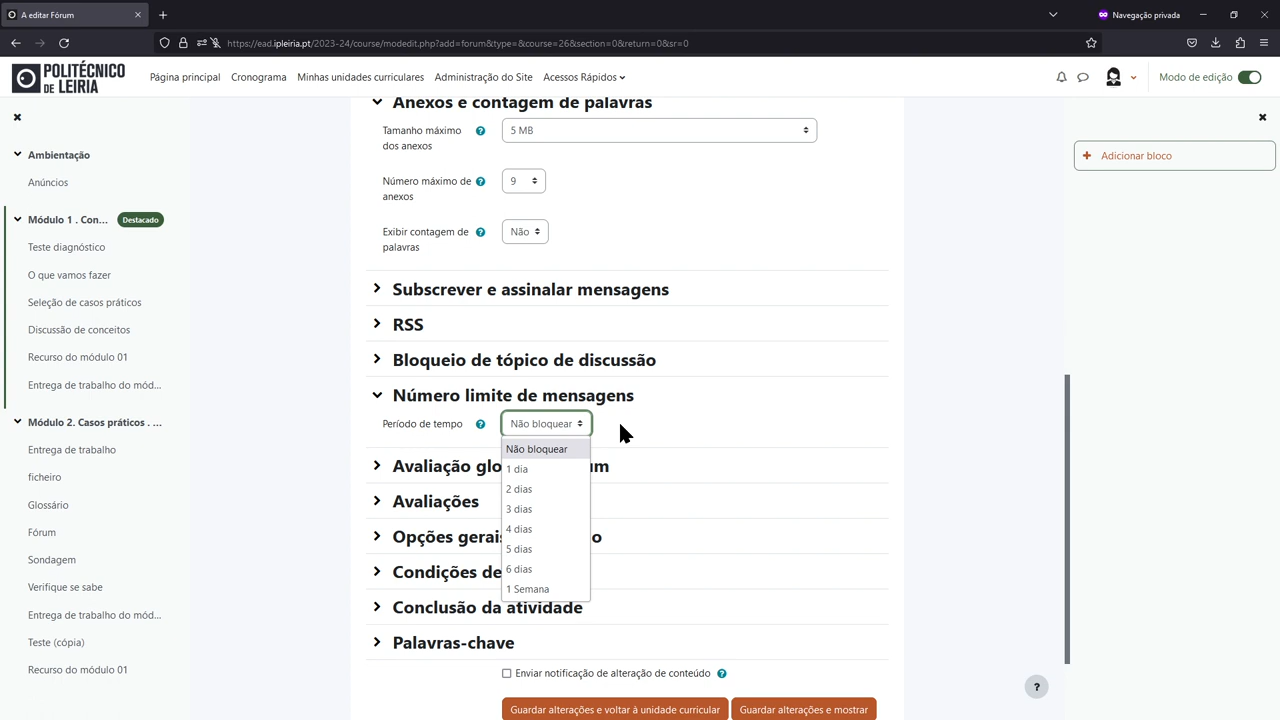 A editar Fórum
Navegação privada
https://ead.ipleiria.pt/2023-24/course/modedit.php?add=forum&type=&course=26&section=0&return=0&sr=0
POLITÉCNICO
DE LEIRIA
Página principal
Cronograma
Minhas unidades curriculares
Administração do Site
Acessos Rápidos
Modo de edição
Ambientação
Anúncios
Módulo 1 . Con...
Destacado
Teste diagnóstico
O que vamos fazer
Seleção de casos práticos
Discussão de conceitos
Recurso do módulo 01
Entrega de trabalho do mód...
Módulo 2. Casos práticos . ...
Entrega de trabalho
ficheiro
Glossário
Fórum
Sondagem
Verifique se sabe
Entrega de trabalho do mód...
Teste (cópia)
Recurso do módulo 01
Anexos e contagem de palavras
Tamanho máximo
dos anexos
?
5 MB
Número máximo de
anexos
?
9
Exibir contagem de
palavras
?
Não
Subscrever e assinalar mensagens
RSS
Bloqueio de tópico de discussão
Número limite de mensagens
Período de tempo
?
Não bloquear
Não bloquear
1 dia
2 dias
3 dias
4 dias
5 dias
6 dias
1 Semana
Avaliação glo
um
Avaliações
Opções gerais
o
Condições de
Conclusão da atividade
Palavras-chave
Enviar notificação de alteração de conteúdo
?
Guardar alterações e voltar à unidade curricular
Guardar alterações e mostrar
Adicionar bloco
?